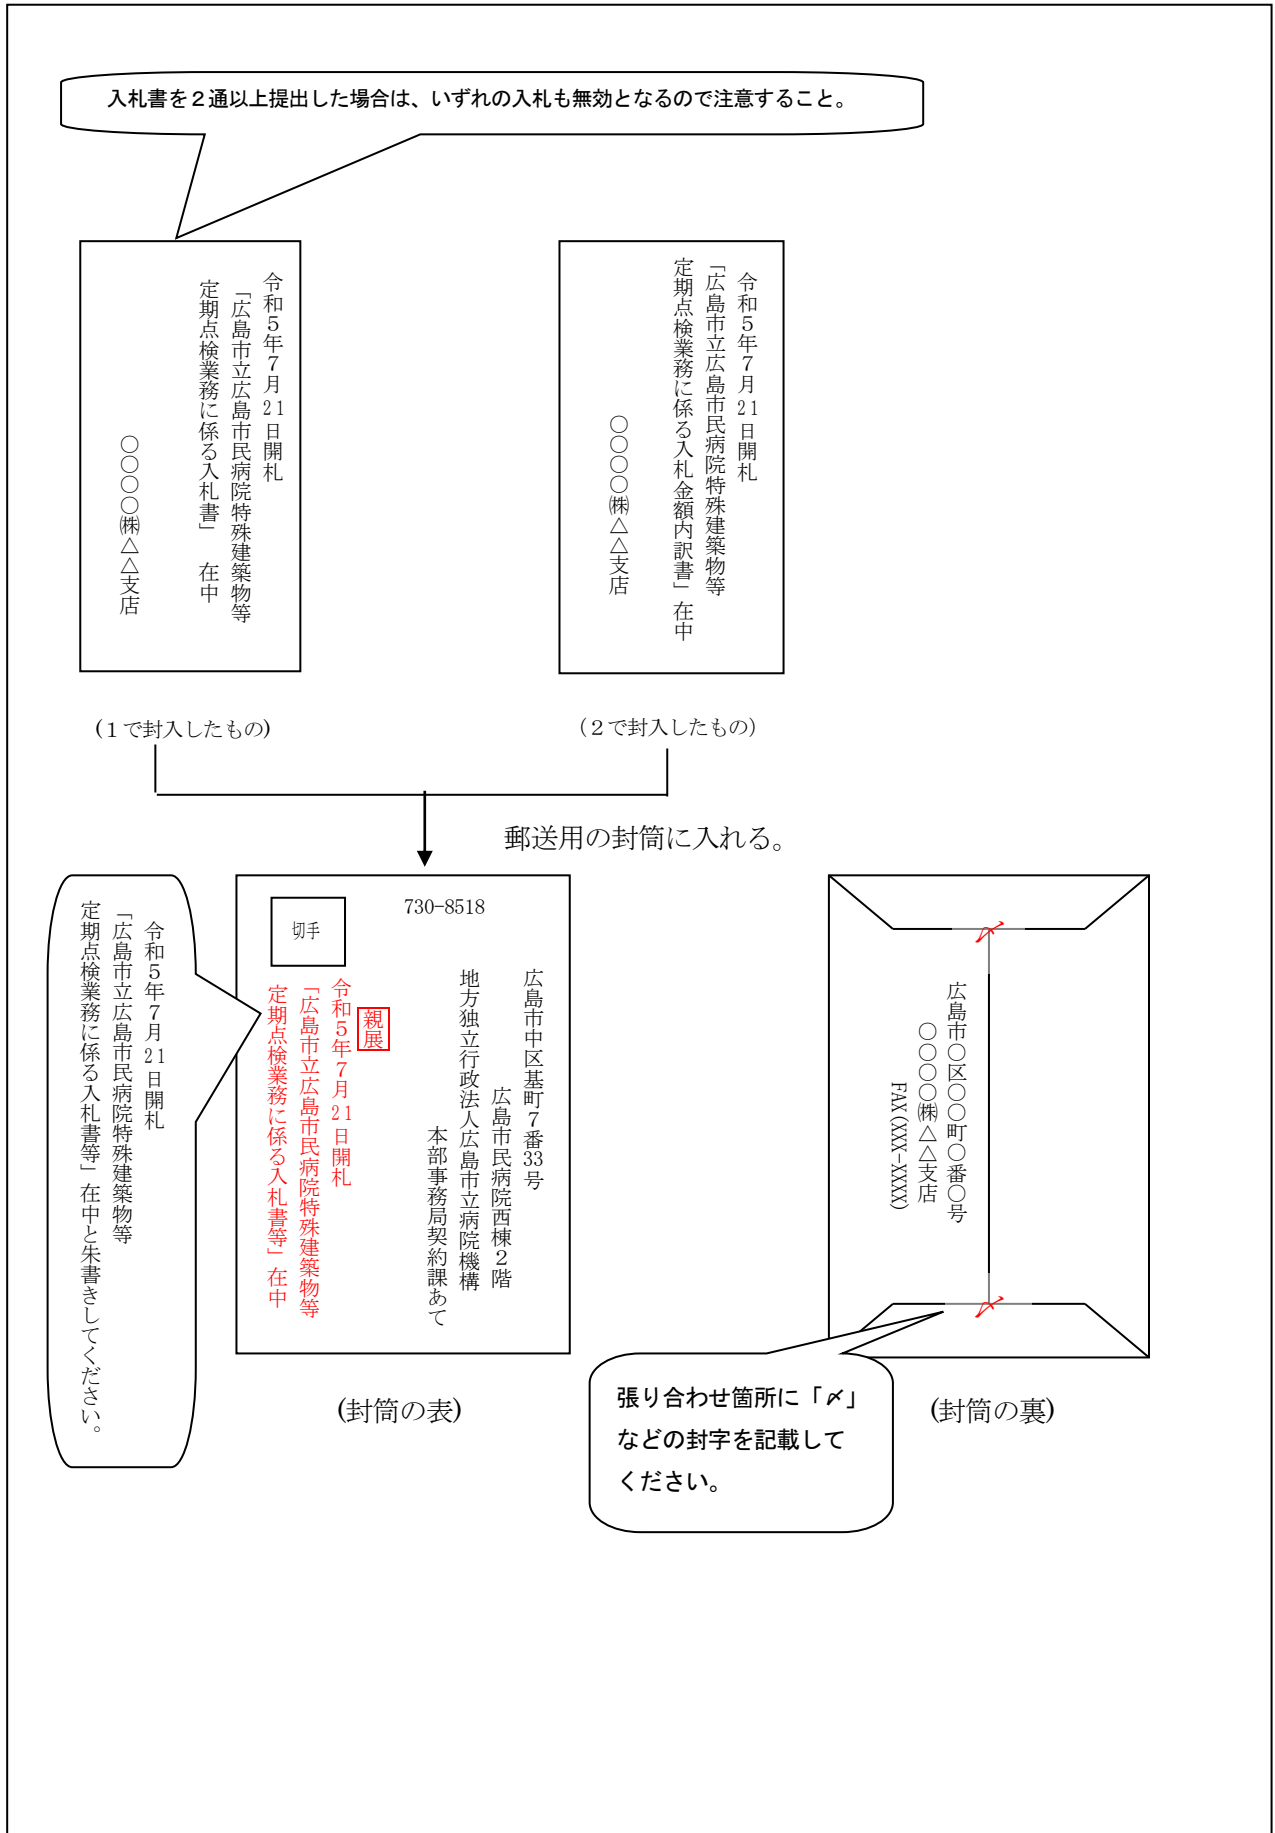 入札書を２通以上提出した場合は、いずれの入札も無効となるので注意すること。
令和５年７月21日開札
「広島市立広島市民病院特殊建築物等
定期点検業務に係る入札書」　在中
〇〇〇〇㈱△△支店
令和５年７月21日開札
「広島市立広島市民病院特殊建築物等
定期点検業務に係る入札金額内訳書」在中
〇〇〇〇㈱△△支店
(１で封入したもの)
(２で封入したもの)
郵送用の封筒に入れる。
令和５年７月21日開札
「広島市立広島市民病院特殊建築物等
定期点検業務に係る入札書等」在中と朱書きしてください。
切手
730-8518
広島市中区基町７番33号
広島市民病院西棟２階
地方独立行政法人広島市立病院機構
本部事務局契約課あて
親展
令和５年７月21日開札
「広島市立広島市民病院特殊建築物等
定期点検業務に係る入札書等」在中
(封筒の表)
〆
広島市〇区〇〇町〇番〇号
〇〇〇〇㈱△△支店
FAX(XXX-XXXX)
〆
張り合わせ箇所に「〆」
などの封字を記載して
ください。
(封筒の裏)